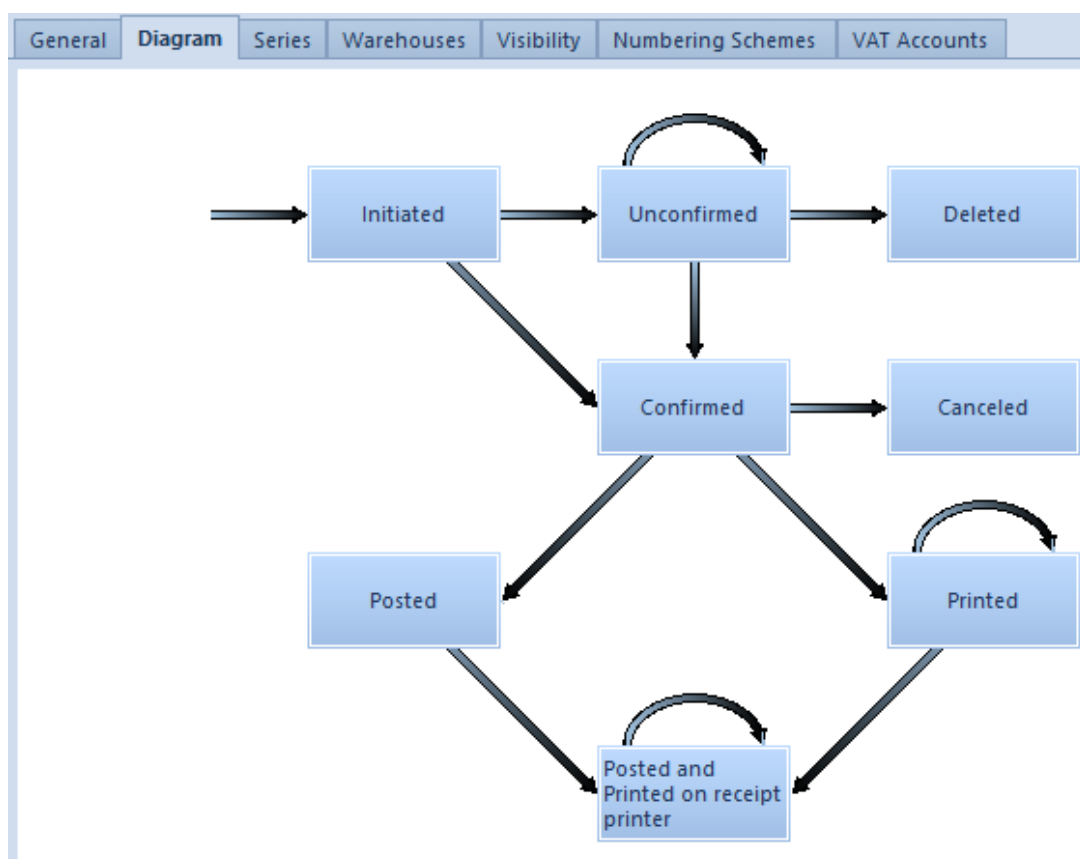 General Diagram Series Warehouses Visibility Numbering Schemes VAT Accounts
Initiated
Unconfirmed
Deleted
Confirmed
Canceled
Posted
Printed
Posted and
Printed on receipt
printer